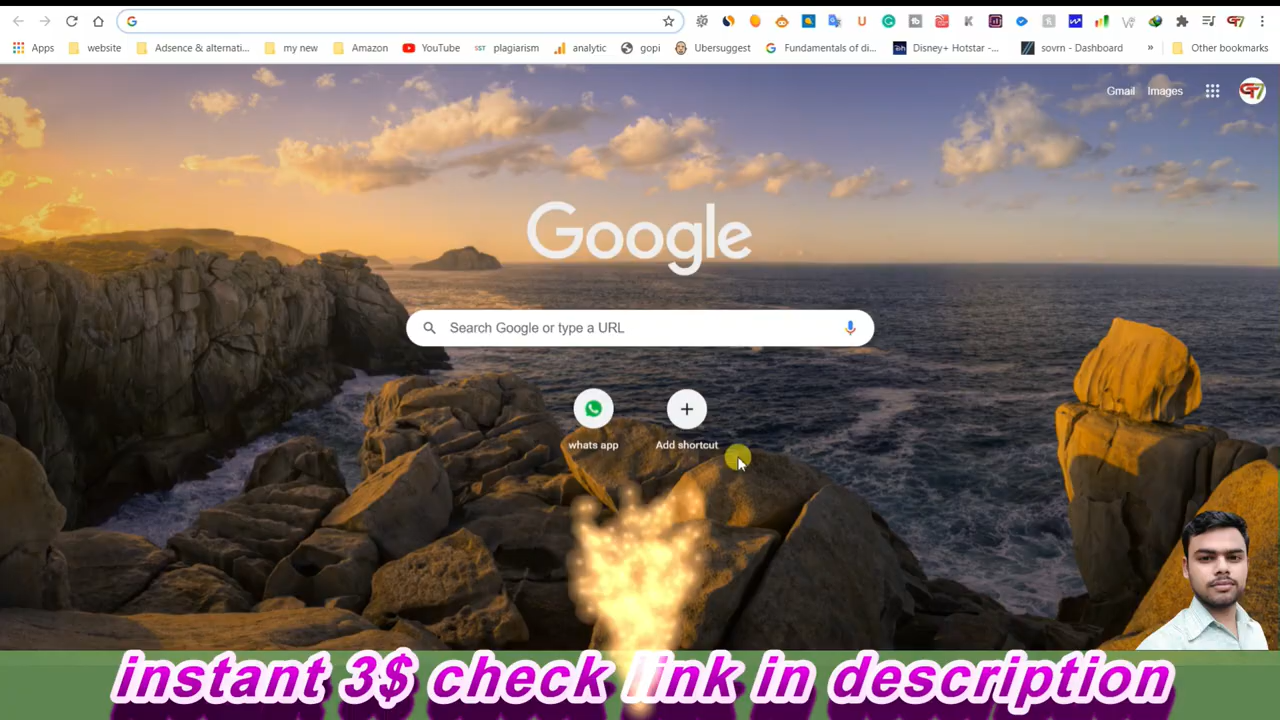 Apps
website
Adsence & alternati...
my new
Amazon
YouTube
SST
plagiarism
analytic
gopi
Ubersuggest
Fundamentals of di...
Disney+ Hotstar -...
sovrn - Dashboard
»
Other bookmarks
Gmail
Images
GT7
Google
Search Google or type a URL
whats app
Add shortcut
instant 3$ check link in description